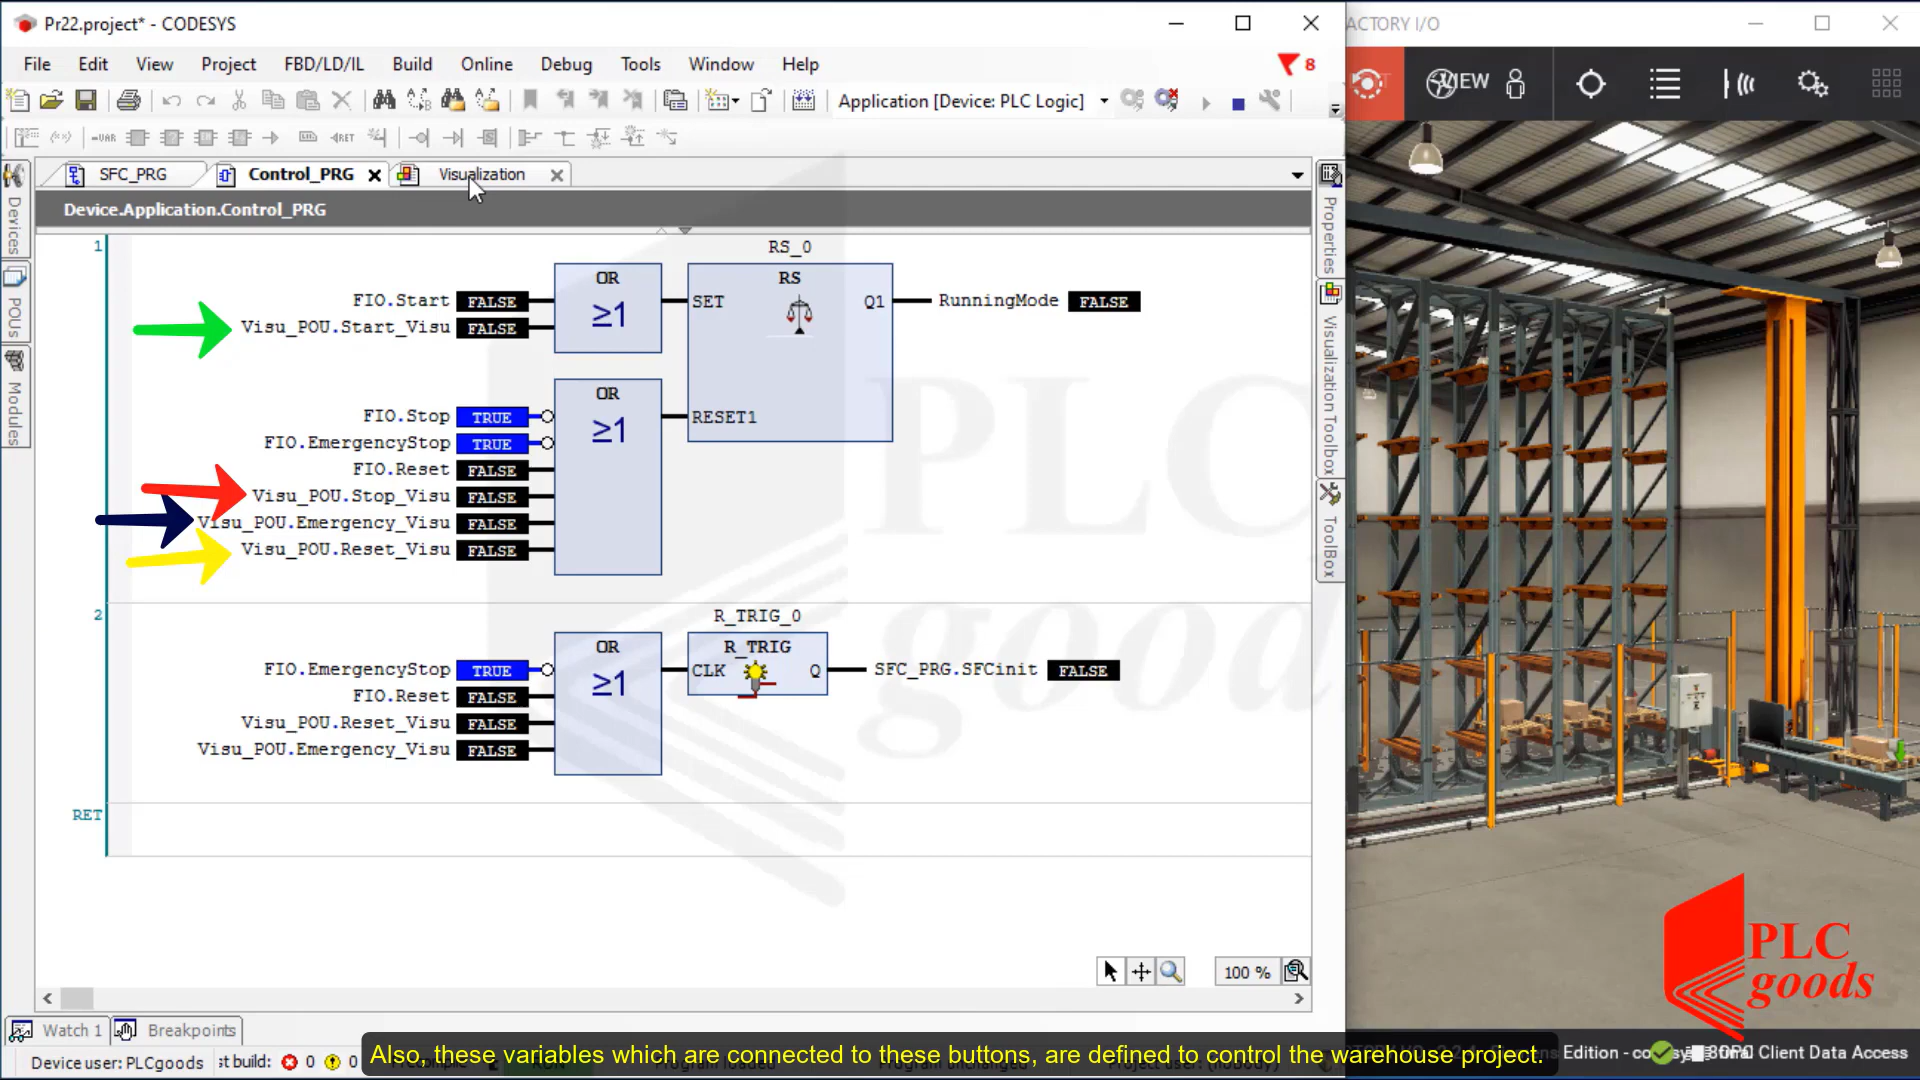 Pr22.project* - CODESYS
ACTORY I/O
File Edit View Project FBD/LD/IL Build Online Debug Tools Window Help
8
VIEW
Application [Device: PLC Logic]
SFC_PRG
Control_PRG
Visualization
Device.Application.Control_PRG
Devices
POUs
Modules
Properties
Visualization Toolbox
ToolBox
1
RS_0
OR
RS
FIO.Start FALSE
≥1
SET
Q1
RunningMode FALSE
Visu_POU.Start_Visu FALSE
OR
FIO.Stop TRUE
≥1
RESET1
FIO.EmergencyStop TRUE
FIO.Reset FALSE
Visu_POU.Stop_Visu FALSE
Visu_POU.Emergency_Visu FALSE
Visu_POU.Reset_Visu FALSE
2
R_TRIG_0
OR
R_TRIG
FIO.EmergencyStop TRUE
≥1
CLK
Q
SFC_PRG.SFCinit FALSE
FIO.Reset FALSE
Visu_POU.Reset_Visu FALSE
Visu_POU.Emergency_Visu FALSE
RET
PLC
goods
100 %
PLC
goods
Watch 1
Breakpoints
Device user: PLCgoods
st build: 0 0
Also, these variables which are connected to these buttons, are defined to control the warehouse project.
Edition -
Client Data Access